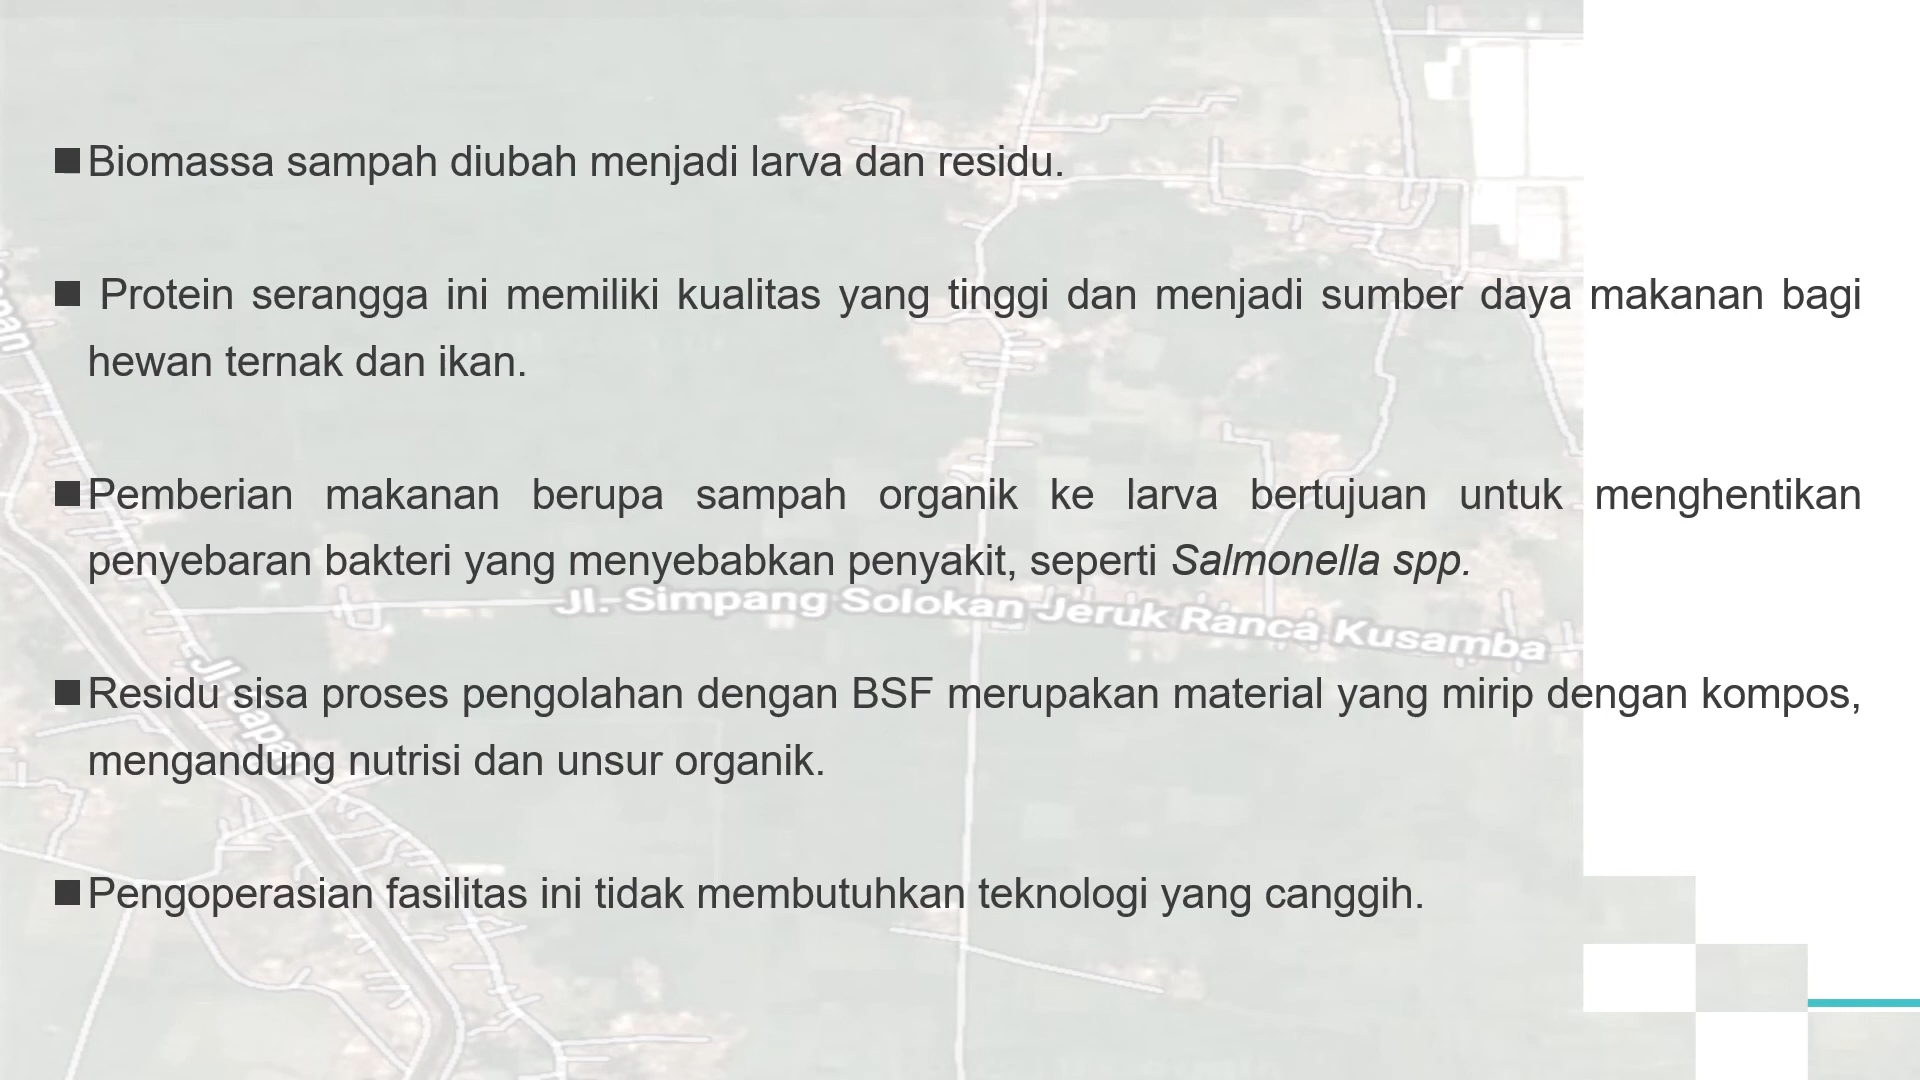 ■Biomassa sampah diubah menjadi larva dan residu.
■ Protein serangga ini memiliki kualitas yang tinggi dan menjadi sumber daya makanan bagi
hewan ternak dan ikan.
■Pemberian makanan berupa sampah organik ke larva bertujuan untuk menghentikan
penyebaran bakteri yang menyebabkan penyakit, seperti Salmonella spp.
Jl. Simpang Solokan Jeruk Ranca Kusamba
■Residu sisa proses pengolahan dengan BSF merupakan material yang mirip dengan kompos,
mengandung nutrisi dan unsur organik.
■Pengoperasian fasilitas ini tidak membutuhkan teknologi yang canggih.